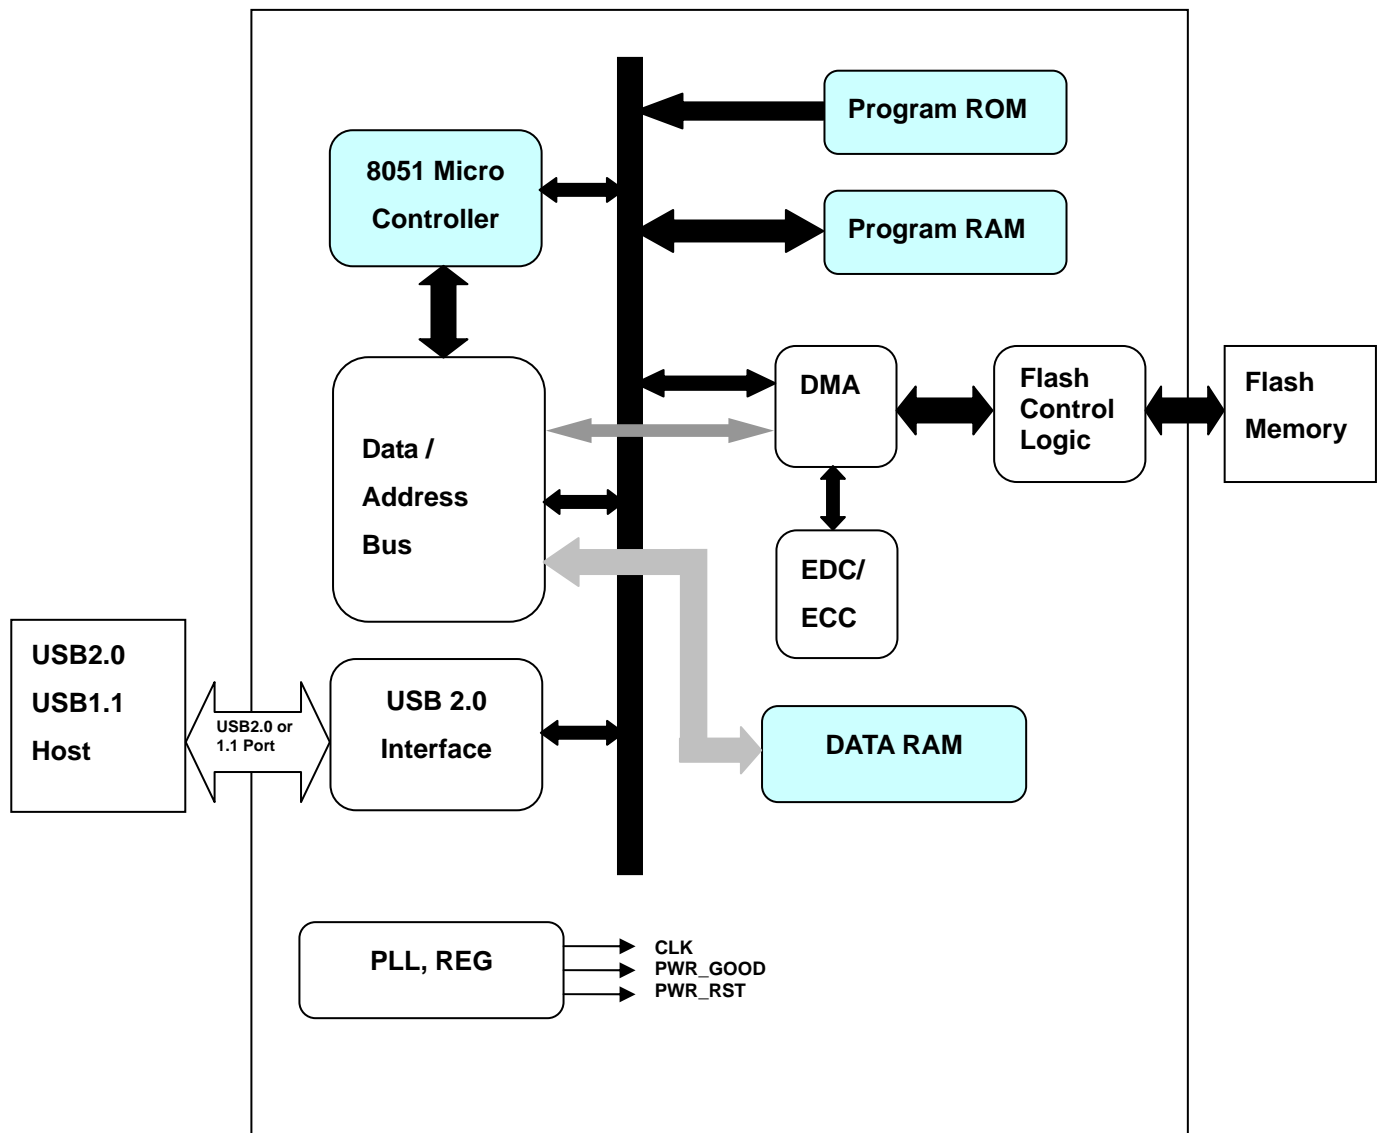 Program ROM
8051 Micro
Controller
Program RAM
DMA
Flash
Control
Logic
Flash
Memory
Data /
Address
Bus
EDC/
ECC
USB2.0
USB1.1
Host
USB2.0 or
1.1 Port
USB 2.0
Interface
DATA RAM
PLL, REG
CLK
PWR_GOOD
PWR_RST